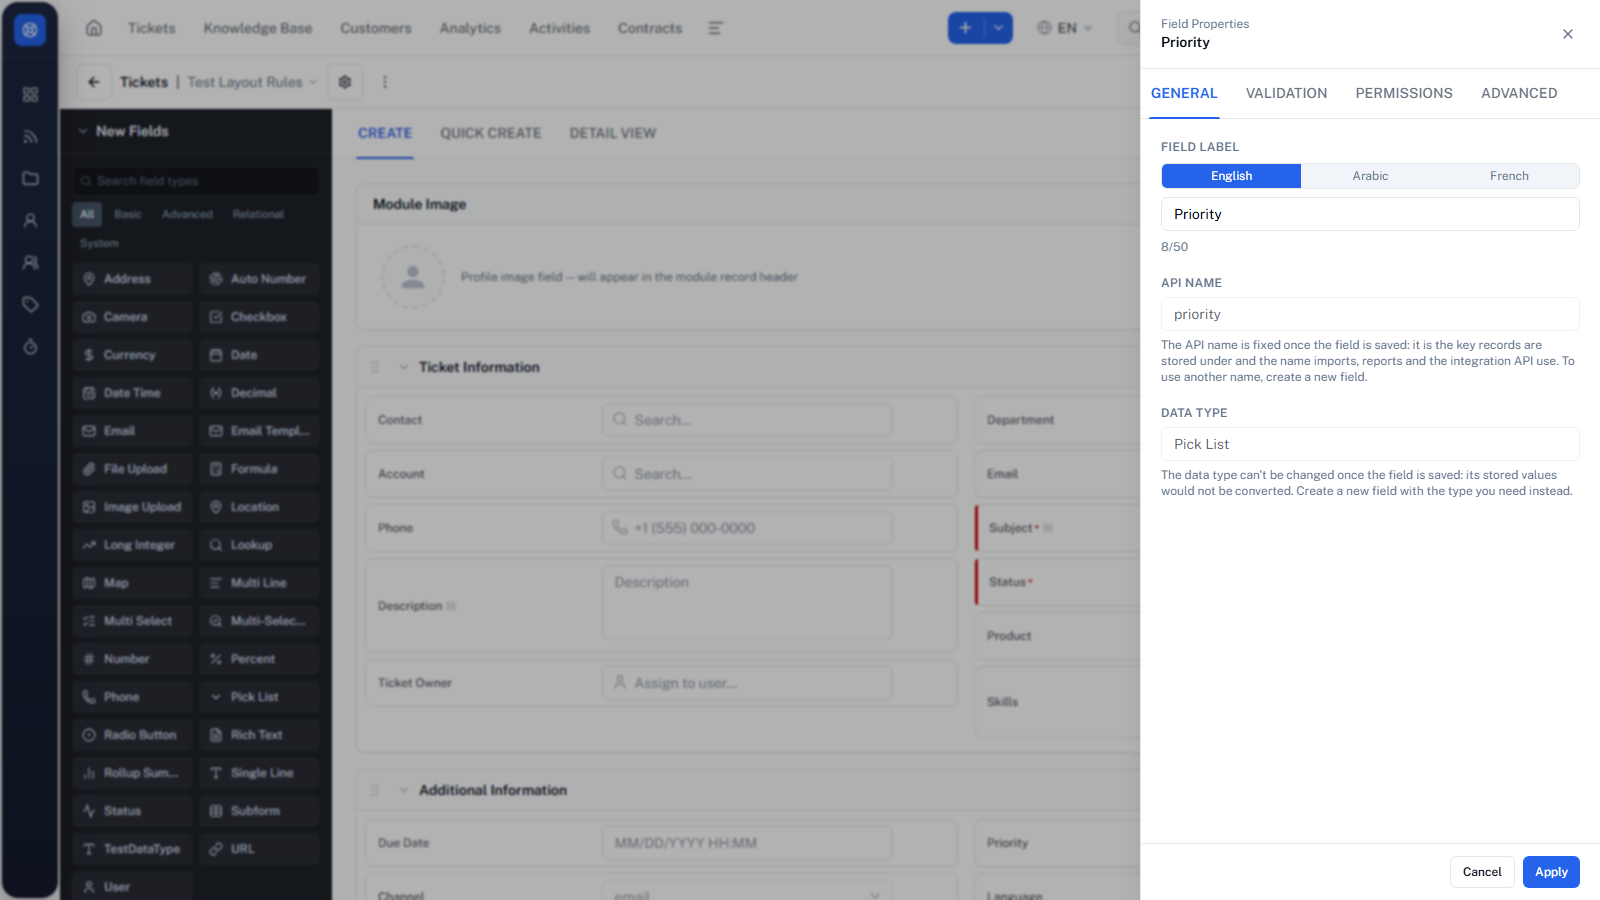 Tickets
Knowledge Base
Customers
Analytics
Activities
Contracts
EN
Tickets | Test Layout Rules
New Fields
Search field types
All
Basic
Advanced
Relational
System
Address
Auto Number
Camera
Checkbox
Currency
Date
Date Time
Decimal
Email
Email Templ...
File Upload
Formula
Image Upload
Location
Long Integer
Lookup
Map
Multi Line
Multi Select
Multi-Selec...
Number
Percent
Phone
Pick List
Radio Button
Rich Text
Rollup Sum...
Single Line
Status
Subform
TestDataType
URL
User
CREATE
QUICK CREATE
DETAIL VIEW
Module Image
Profile image field — will appear in the module record header
Ticket Information
Contact
Search...
Department
Account
Search...
Email
Phone
+1 (555) 000-0000
Subject *
Description
Description
Status *
Product
Ticket Owner
Assign to user...
Skills
Additional Information
Due Date
MM/DD/YYYY HH:MM
Priority
Channel
email
Language
Field Properties
Priority
GENERAL
VALIDATION
PERMISSIONS
ADVANCED
FIELD LABEL
English
Arabic
French
Priority
8/50
API NAME
priority
The API name is fixed once the field is saved: it is the key records are
stored under and the name imports, reports and the integration API use. To
use another name, create a new field.
DATA TYPE
Pick List
The data type can't be changed once the field is saved: its stored values
would not be converted. Create a new field with the type you need instead.
Cancel
Apply